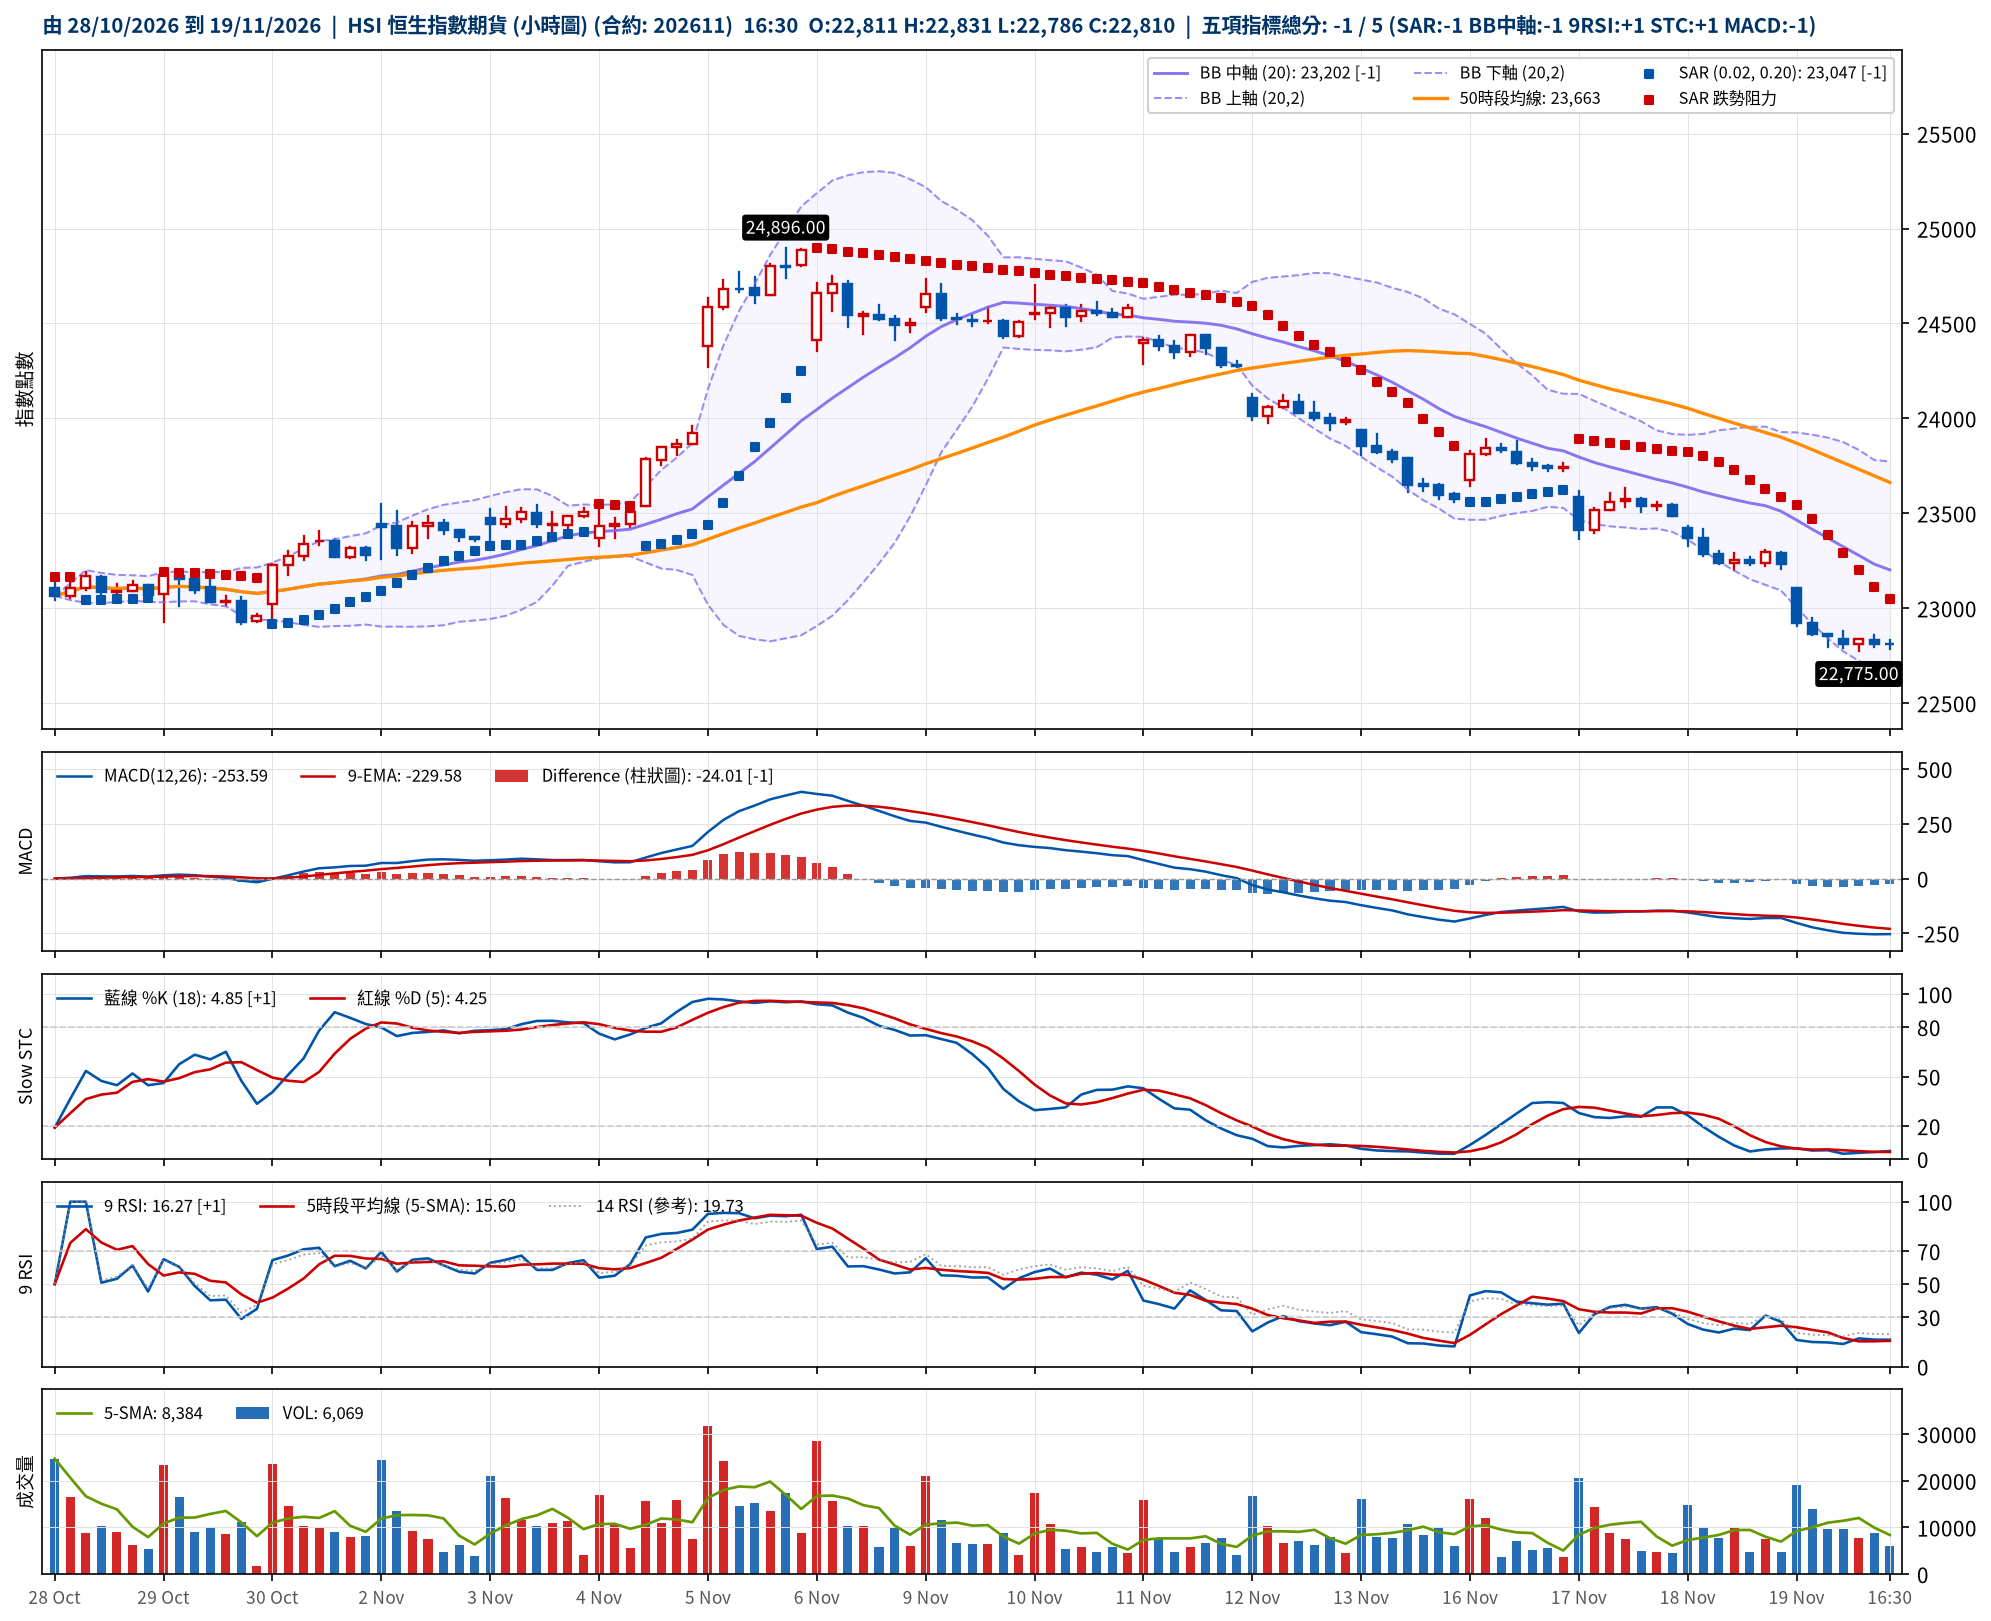 由 28/10/2026 到 19/11/2026 | HSI 恒生指數期貨 (小時圖) (合約: 202611) 16:30 O:22,811 H:22,831 L:22,786 C:22,810 | 五項指標總分: -1 / 5 (SAR:-1 BB中軸:-1 9RSI:+1 STC:+1 MACD:-1)
BB 中軸 (20): 23,202 [-1]
BB 下軸 (20,2)
SAR (0.02, 0.20): 23,047 [-1]
BB 上軸 (20,2)
50時段均線: 23,663
SAR 跌勢阻力
指數點數
25500
25000
24500
24000
23500
23000
22500
24,896.00
22,775.00
MACD(12,26): -253.59
9-EMA: -229.58
Difference (柱狀圖): -24.01 [-1]
MACD
500
250
0
-250
藍線 %K (18): 4.85 [+1]
紅線 %D (5): 4.25
Slow STC
100
80
50
20
0
9 RSI: 16.27 [+1]
5時段平均線 (5-SMA): 15.60
14 RSI (參考): 19.73
9 RSI
100
70
50
30
0
5-SMA: 8,384
VOL: 6,069
成交量
30000
20000
10000
0
28 Oct
29 Oct
30 Oct
2 Nov
3 Nov
4 Nov
5 Nov
6 Nov
9 Nov
10 Nov
11 Nov
12 Nov
13 Nov
16 Nov
17 Nov
18 Nov
19 Nov
16:30